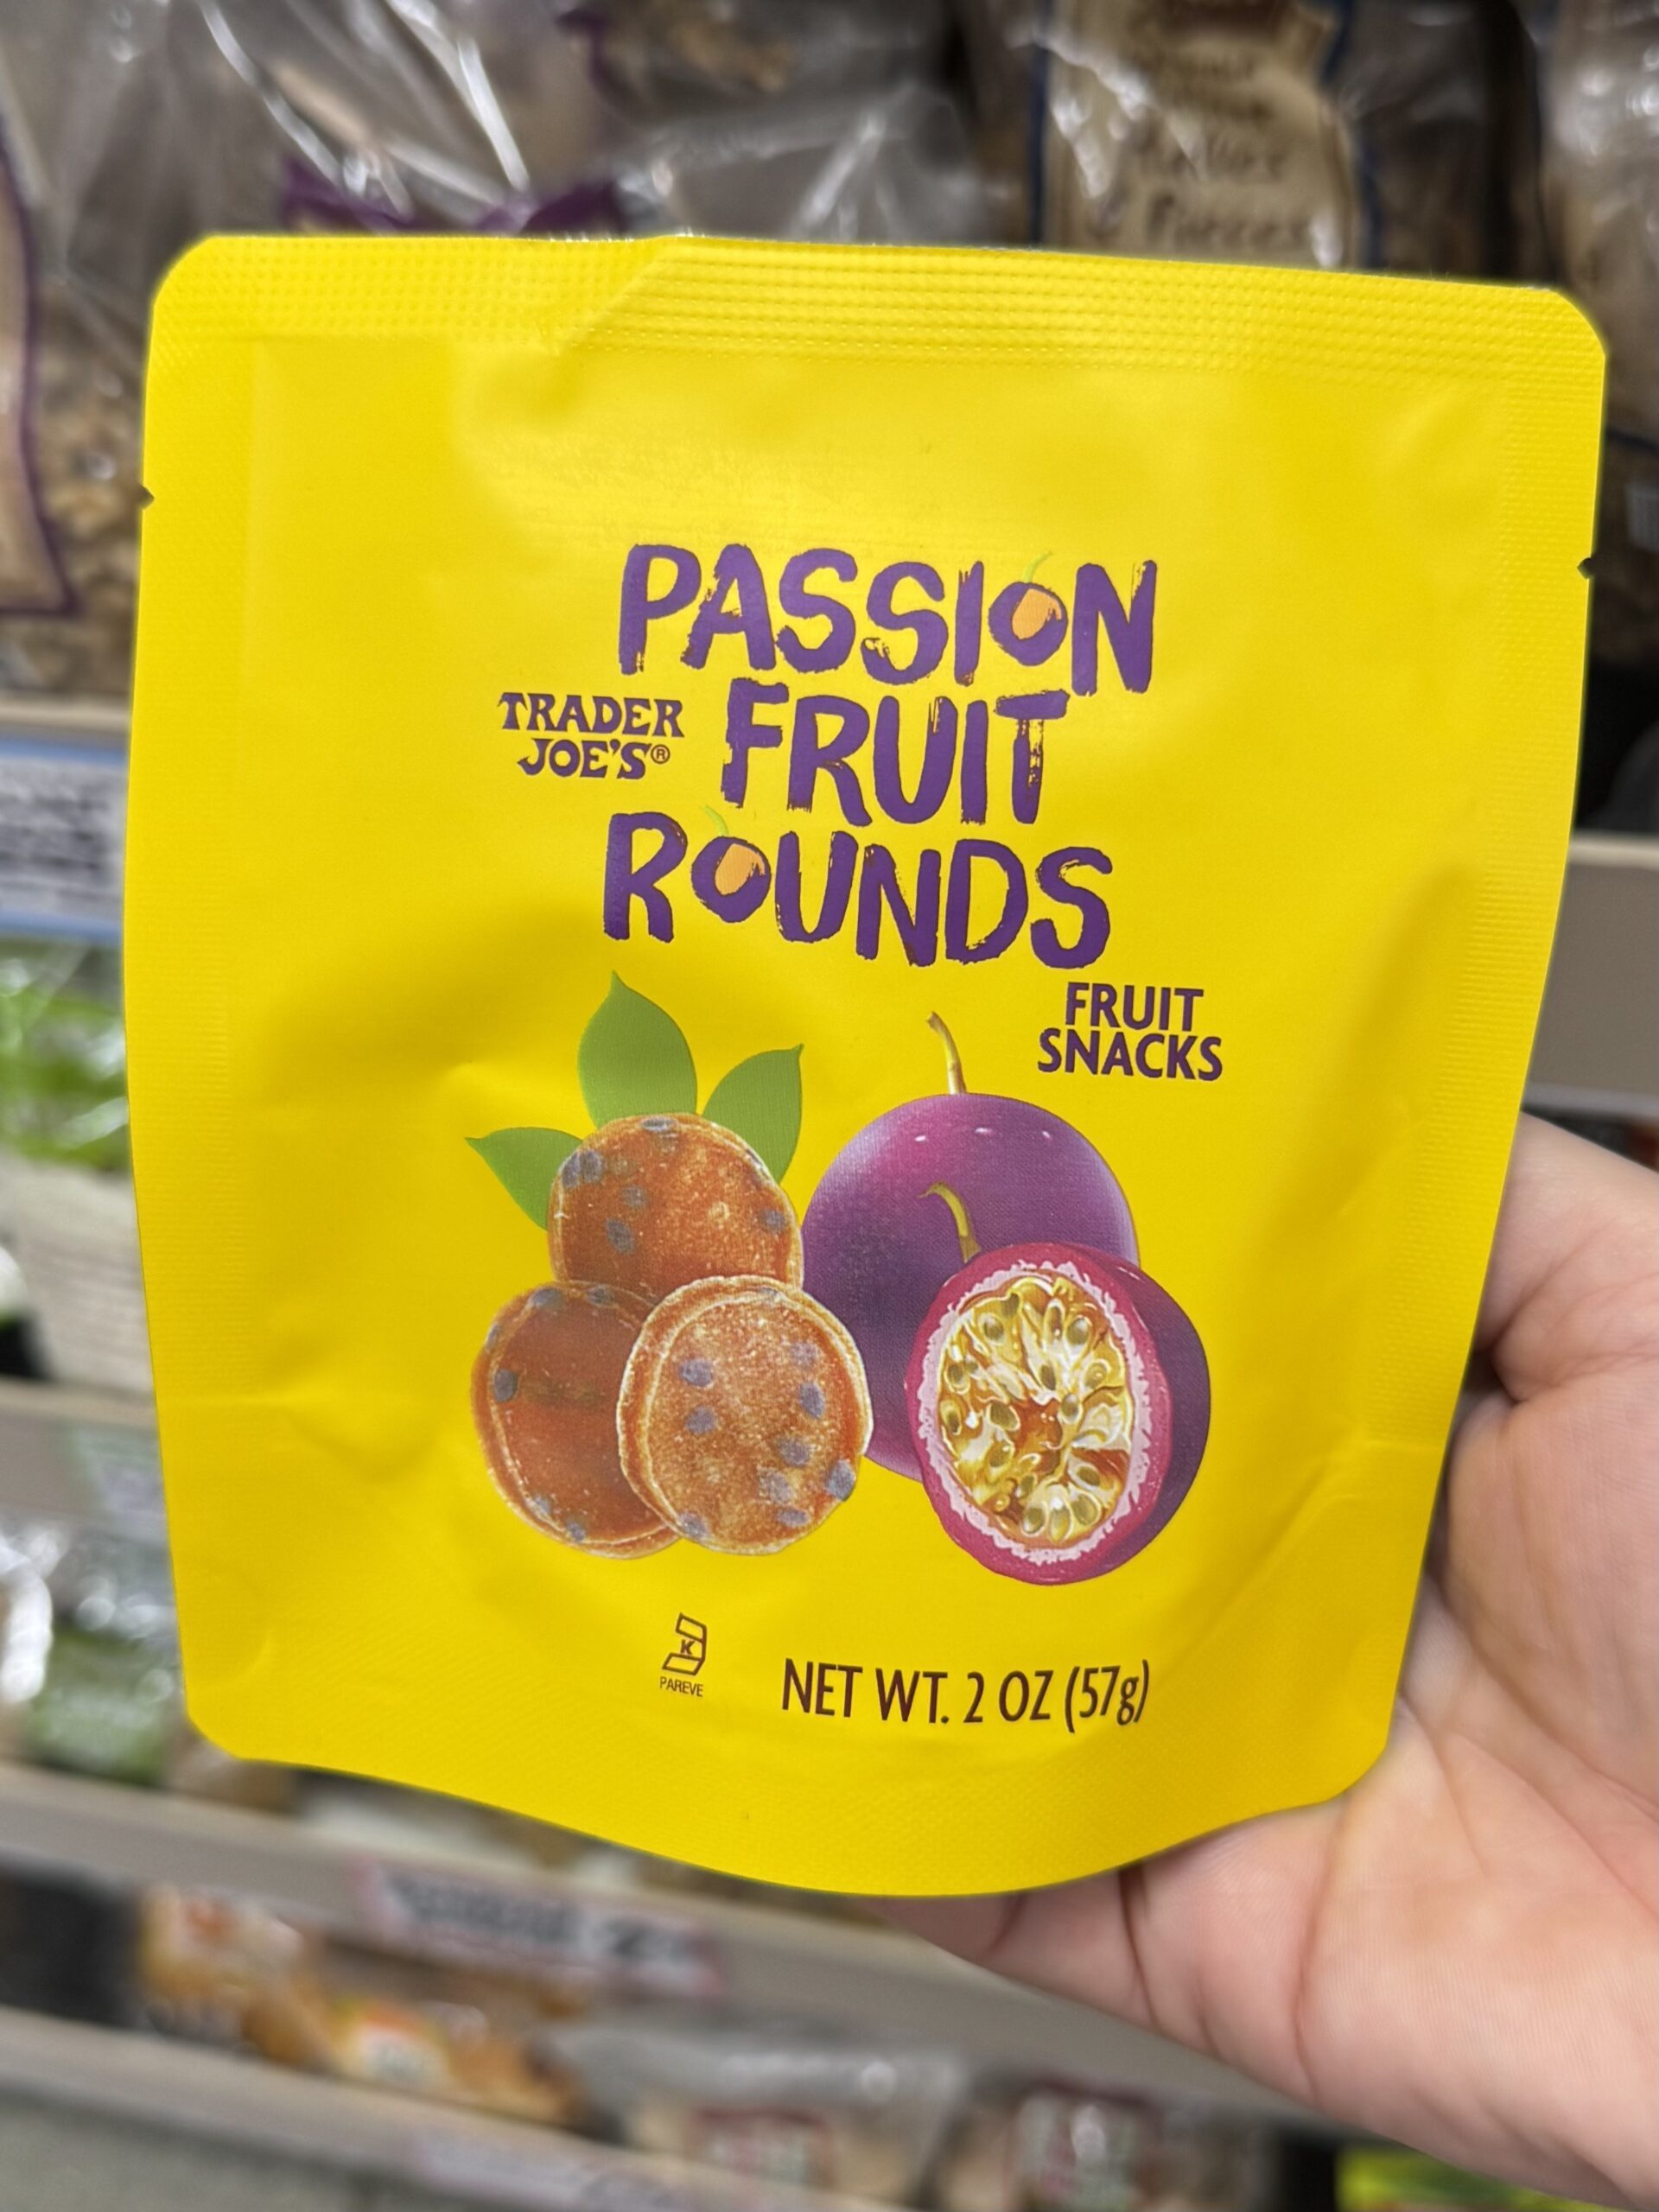 PASSION
TRADER
JOE'S®
FRUIT
ROUNDS
FRUIT
SNACKS
K
PAREVE
NET WT. 2 OZ (57g)